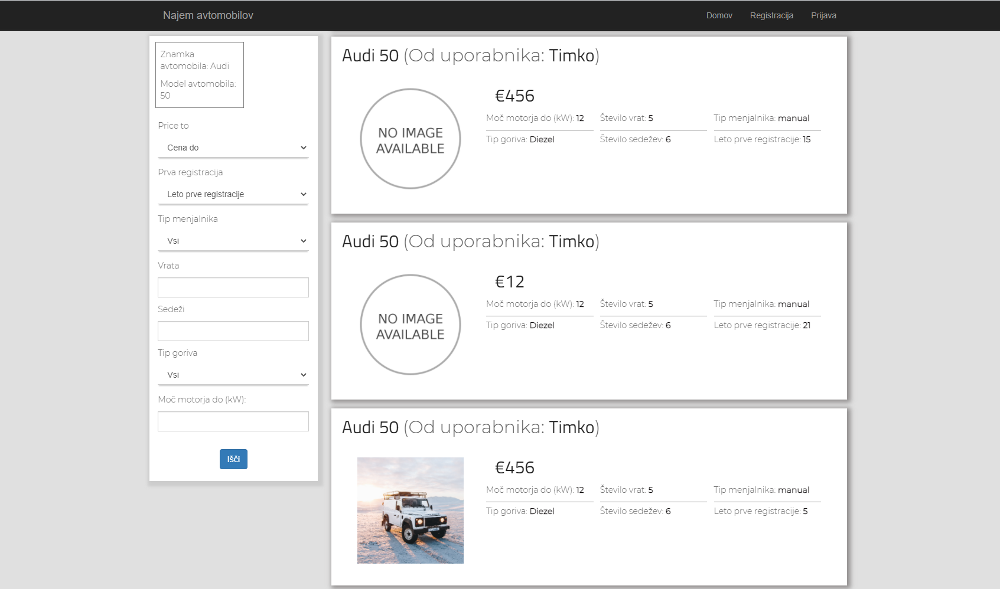 Najem avtomobilov
Domov
Registracija
Prijava
Znamka
avtomobila: Audi
Model avtomobila:
50
Price to
Cena do
Prva registracija
Leto prve registracije
Tip menjalnika
Vsi
Vrata
Sedeži
Tip goriva
Vsi
Moč motorja do (kW):
Išči
Audi 50 (Od uporabnika: Timko)
NO IMAGE
AVAILABLE
€456
Moč motorja do (kW): 12
Število vrat: 5
Tip menjalnika: manual
Tip goriva: Diezel
Število sedežev: 6
Leto prve registracije: 15
Audi 50 (Od uporabnika: Timko)
NO IMAGE
AVAILABLE
€12
Moč motorja do (kW): 12
Število vrat: 5
Tip menjalnika: manual
Tip goriva: Diezel
Število sedežev: 6
Leto prve registracije: 21
Audi 50 (Od uporabnika: Timko)
€456
Moč motorja do (kW): 12
Število vrat: 5
Tip menjalnika: manual
Tip goriva: Diezel
Število sedežev: 6
Leto prve registracije: 5